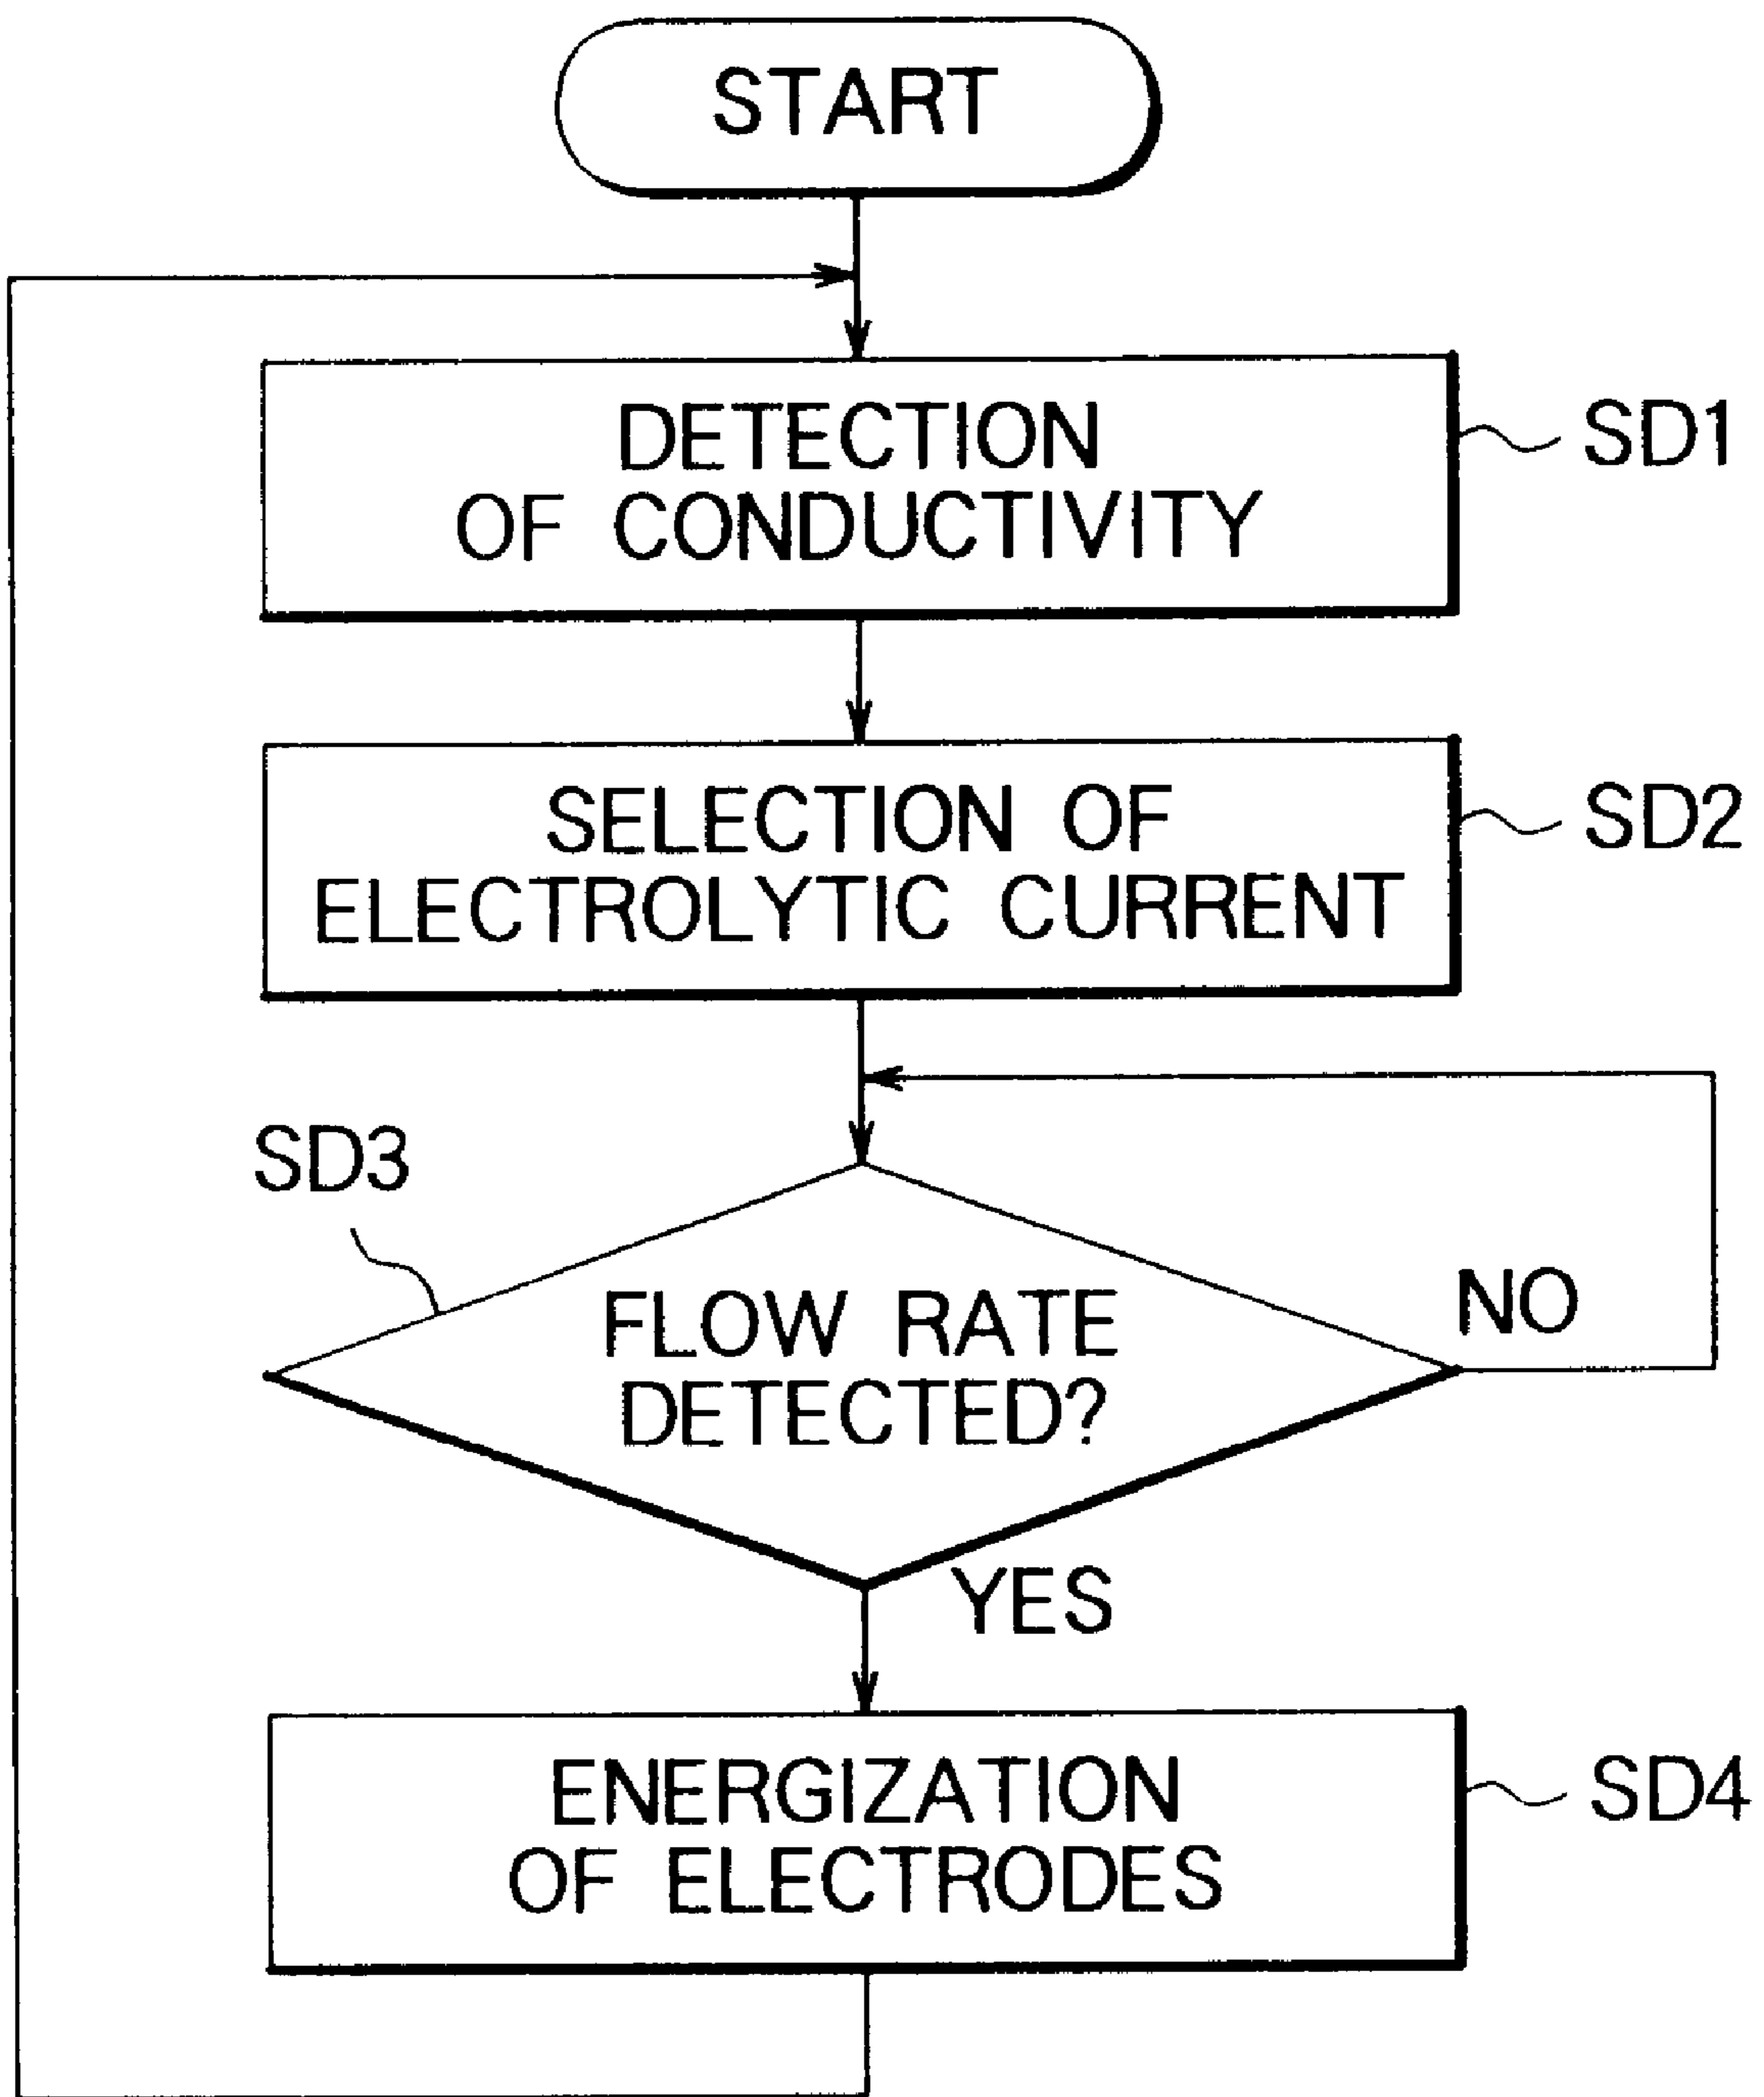 START
DETECTION
OF CONDUCTIVITY
SD1
SELECTION OF
ELECTROLYTIC CURRENT
SD2
SD3
FLOW RATE
DETECTED?
NO
YES
ENERGIZATION
OF ELECTRODES
SD4